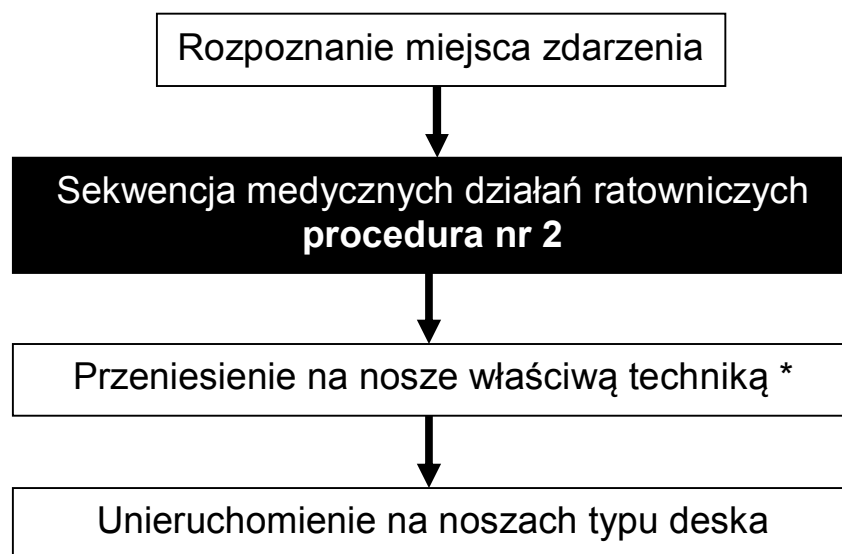 Rozpoznanie miejsca zdarzenia
Sekwencja medycznych działań ratowniczych
procedura nr 2
Przeniesienie na nosze właściwą techniką *
Unieruchomienie na noszach typu deska